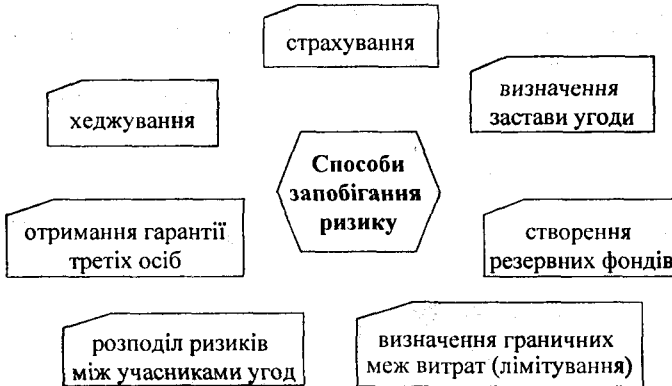 страхування
визначення
застави угоди
хеджування
Способи
запобігання
ризику
отримання гарантії
третіх осіб
створення
резервних фондів
розподіл ризиків
між учасниками угод
визначення граничних
меж витрат (лімітування)